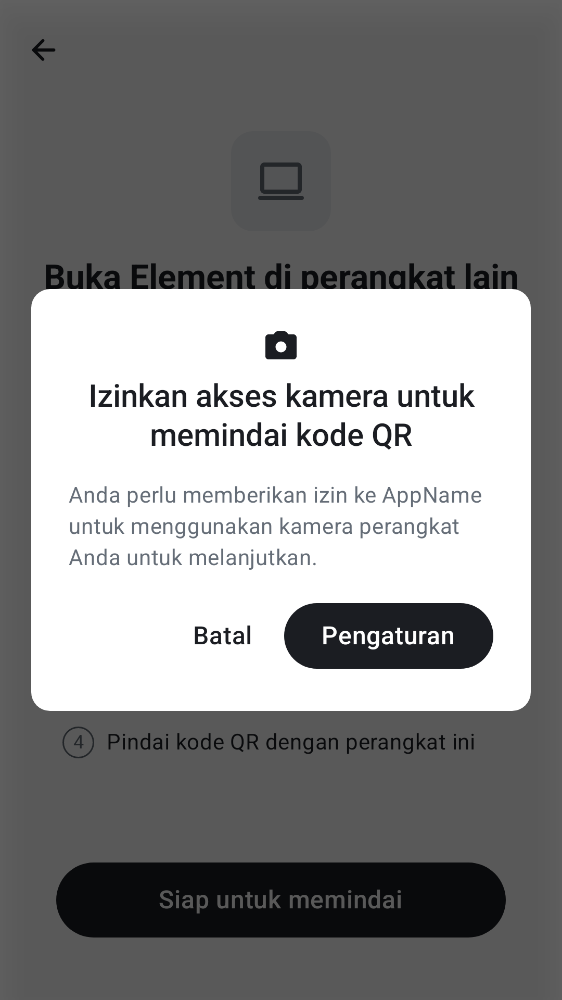 Buka Element di perangkat lain
Izinkan akses kamera untuk
memindai kode QR
Anda perlu memberikan izin ke AppName
untuk menggunakan kamera perangkat
Anda untuk melanjutkan.
Batal
Pengaturan
4 Pindai kode QR dengan perangkat ini
Siap untuk memindai